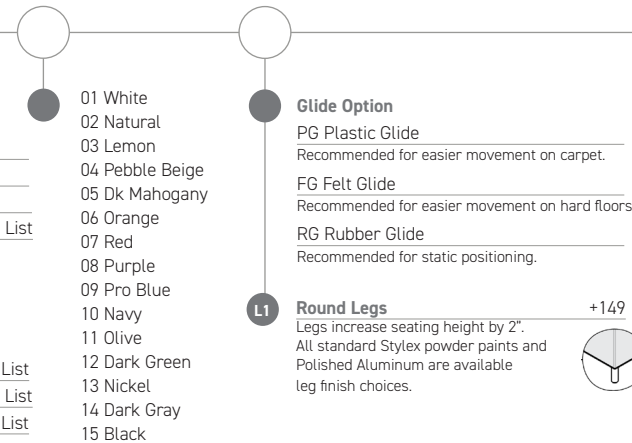 List
List
List
List
01 White
02 Natural
03 Lemon
04 Pebble Beige
05 Dk Mahogany
06 Orange
07 Red
08 Purple
09 Pro Blue
10 Navy
11 Olive
12 Dark Green
13 Nickel
14 Dark Gray
15 Black
Glide Option
PG Plastic Glide
Recommended for easier movement on carpet.
FG Felt Glide
Recommended for easier movement on hard floors
RG Rubber Glide
Recommended for static positioning.
L1 Round Legs +149
Legs increase seating height by 2”.
All standard Stylex powder paints and
Polished Aluminum are available
leg finish choices.